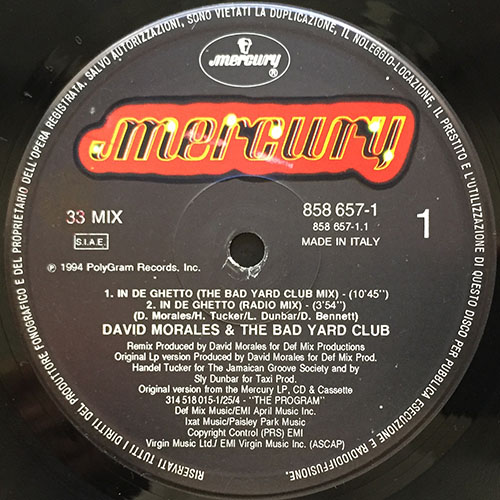 RISERVATI TUTTI I DIRITTI DEL PRODUTTORE FONOGRAFICO E DEL PROPRIETARIO DELL'OPERA REGISTRATA. SALVO AUTORIZZAZIONI, SONO VIETATI LA DUPLICAZIONE, IL NOLEGGIO-LOCAZIONE, IL PRESTITO E L'UTILIZZAZIONE DI QUESTO DISCO PER PUBBLICA ESECUZIONE E RADIODIFFUSIONE.
mercury ®
mercury
33 MIX
858 657-1
858 657-1.1
1
S.I.A.E.
MADE IN ITALY
℗ 1994 PolyGram Records, Inc.
1. IN DE GHETTO (THE BAD YARD CLUB MIX) - (10'45'')
2. IN DE GHETTO (RADIO MIX) - (3'54'')
(D. Morales/H. Tucker/L. Dunbar/D. Bennett)
DAVID MORALES & THE BAD YARD CLUB
Remix Produced by David Morales for Def Mix Productions
Original Lp version Produced by David Morales for Def Mix Prod.
Handel Tucker for The Jamaican Groove Society and by
Sly Dunbar for Taxi Prod.
Original version from the Mercury LP, CD & Cassette
314 518 015-1/25/4 - "THE PROGRAM"
Def Mix Music/EMI April Music Inc.
Ixat Music/Paisley Park Music
Copyright Control (PRS) EMI
Virgin Music Ltd./ EMI Virgin Music Inc. (ASCAP)